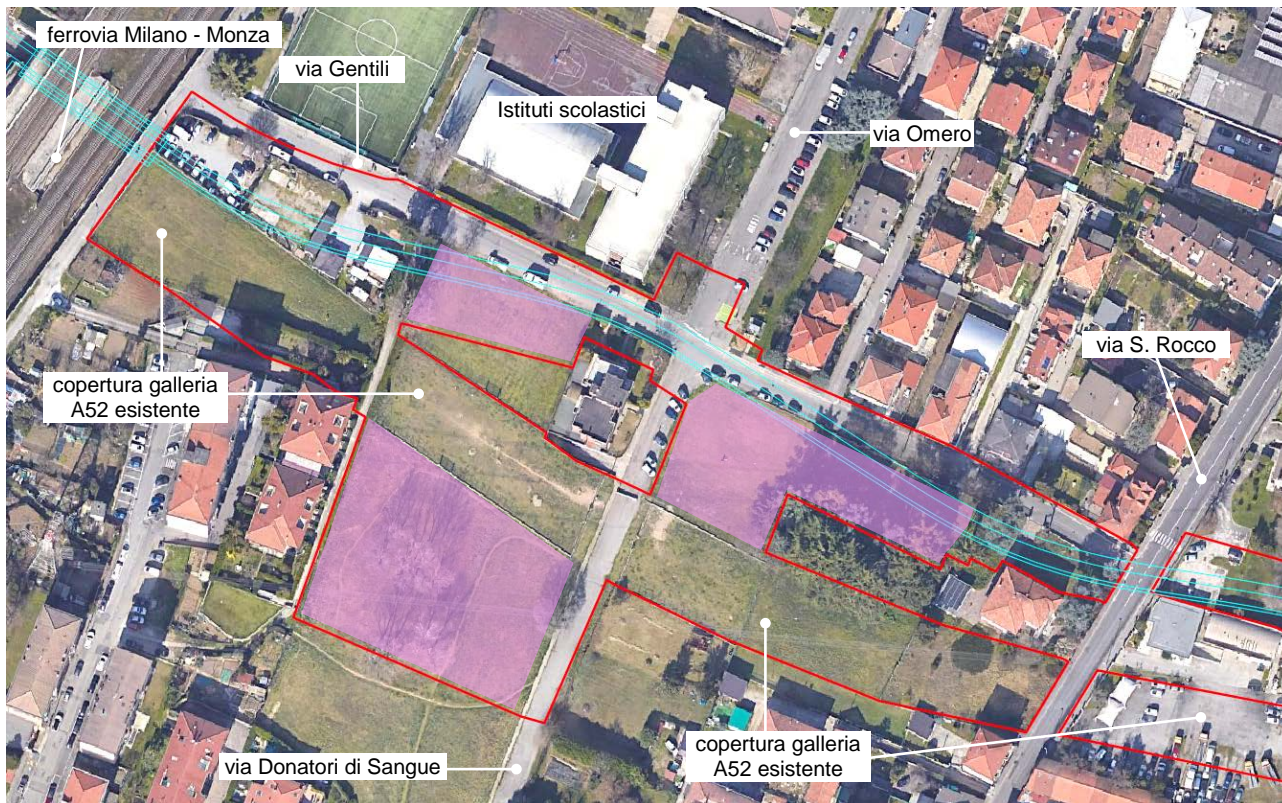 ferrovia Milano - Monza
via Gentili
Istituti scolastici
via Omero
via S. Rocco
copertura galleria
A52 esistente
copertura galleria
A52 esistente
via Donatori di Sangue